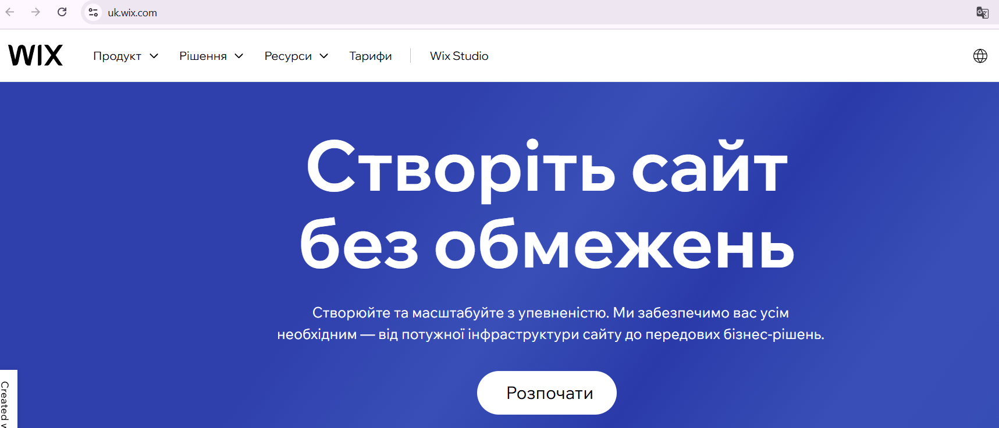 uk.wix.com
WIX
Продукт Рішення Ресурси Тарифи Wix Studio
Створіть сайт
без обмежень
Створюйте та масштабуйте з упевненістю. Ми забезпечимо вас усім
необхідним — від потужної інфраструктури сайту до передових бізнес-рішень.
Розпочати
Created